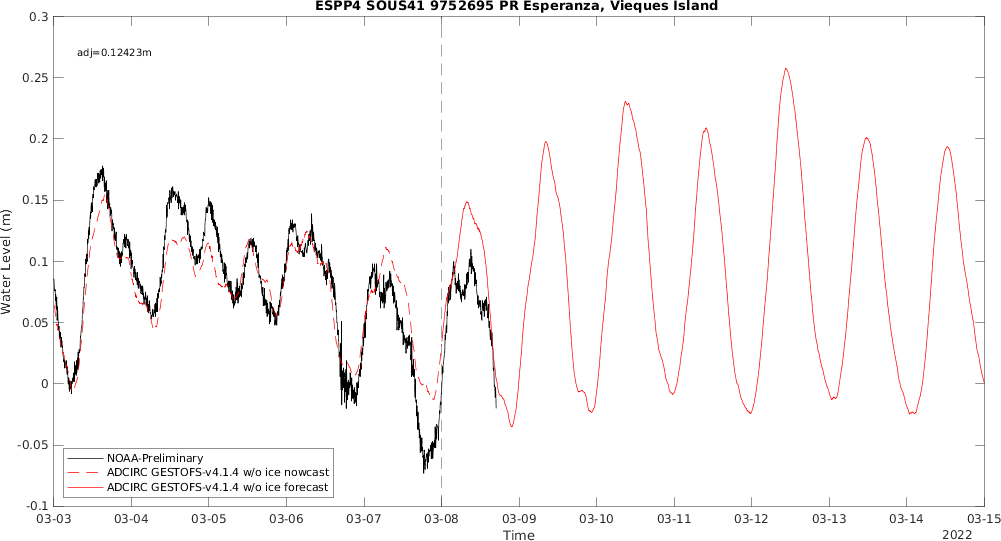 ESPP4 SOUS41 9752695 PR Esperanza, Vieques Island
0.3
adj=0.12423m
0.25
0.2
0.15
0.1
0.05
0
-0.05
-0.1
Water Level (m)
NOAA-Preliminary
ADCIRC GESTOFS-v4.1.4 w/o ice nowcast
ADCIRC GESTOFS-v4.1.4 w/o ice forecast
03-03 03-04 03-05 03-06 03-07 03-08 03-09 03-10 03-11 03-12 03-13 03-14 03-15
Time
2022